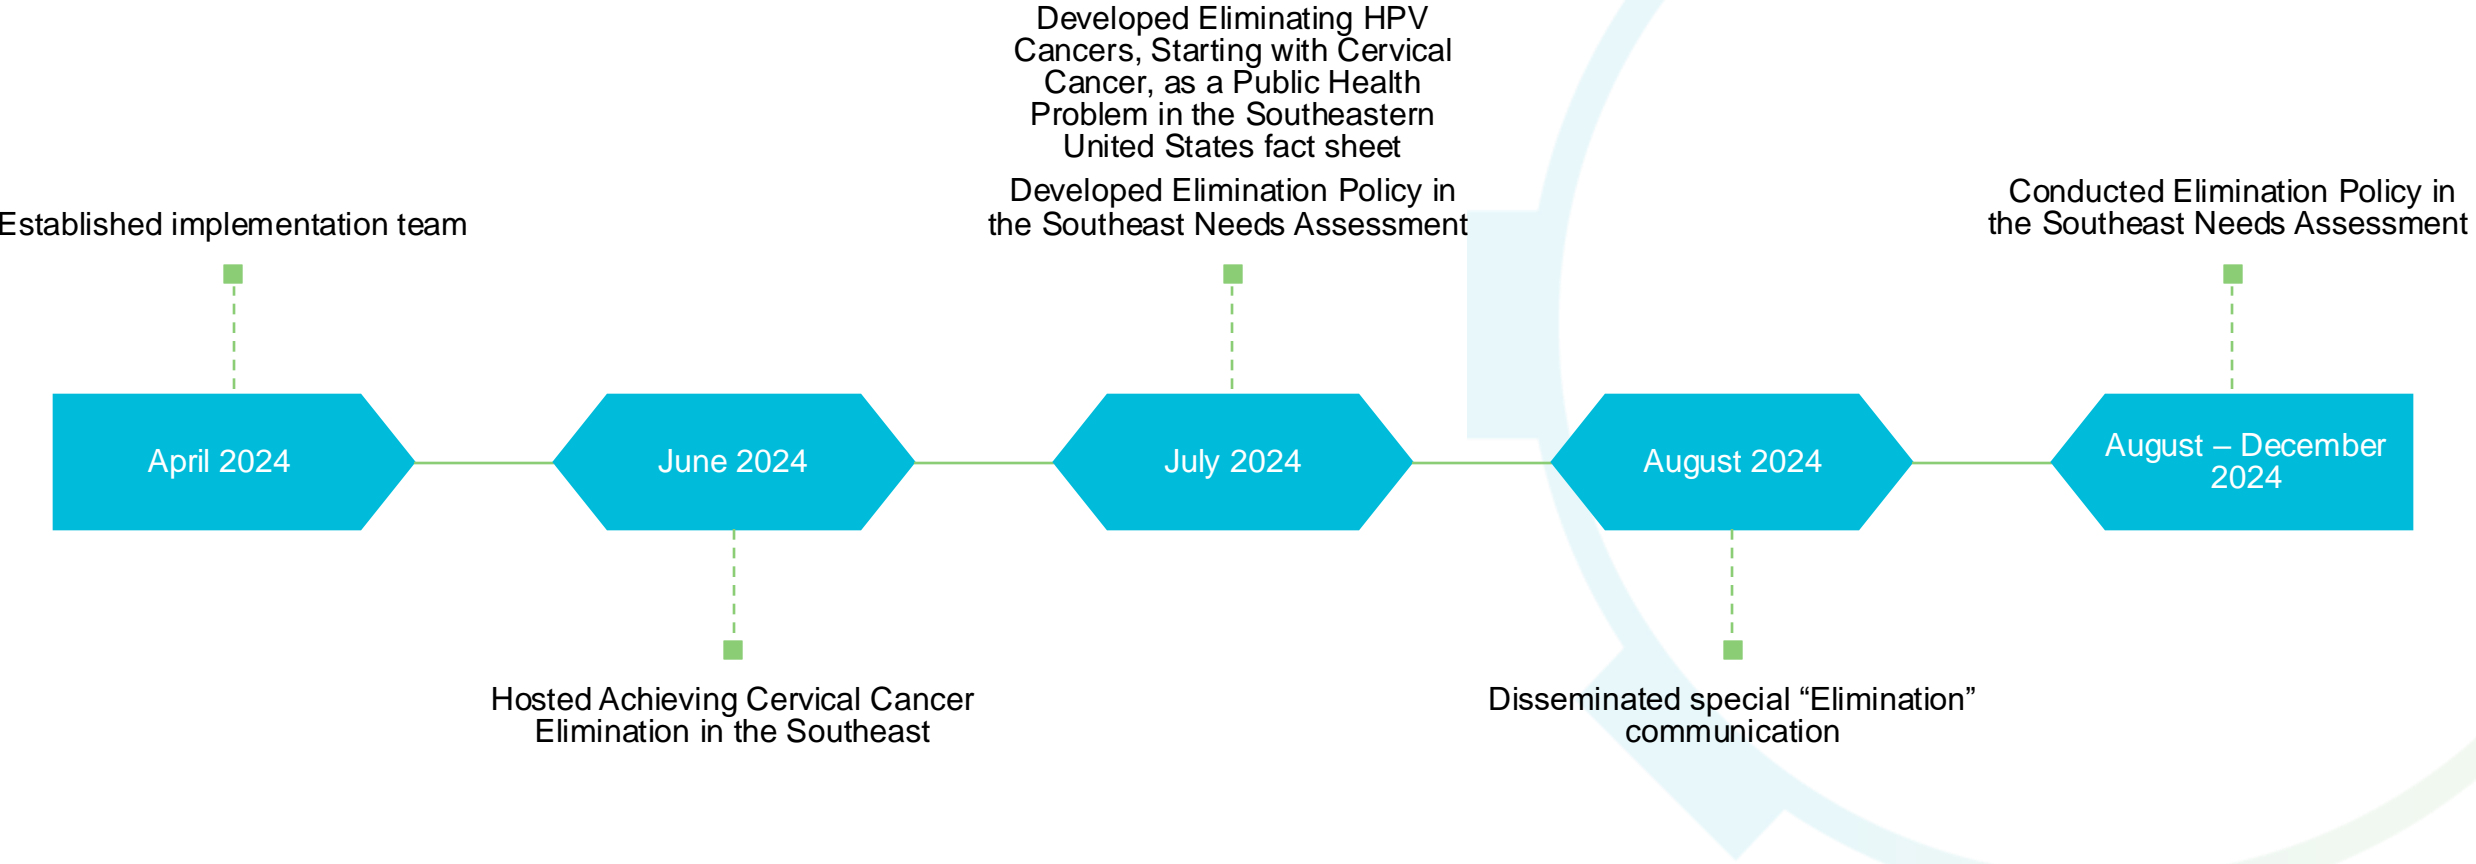 Developed Eliminating HPV
Cancers, Starting with Cervical
Cancer, as a Public Health
Problem in the Southeastern
United States fact sheet
Developed Elimination Policy in
the Southeast Needs Assessment
Conducted Elimination Policy in
the Southeast Needs Assessment
Established implementation team
April 2024
June 2024
July 2024
August 2024
August – December
2024
Hosted Achieving Cervical Cancer
Elimination in the Southeast
Disseminated special “Elimination”
communication